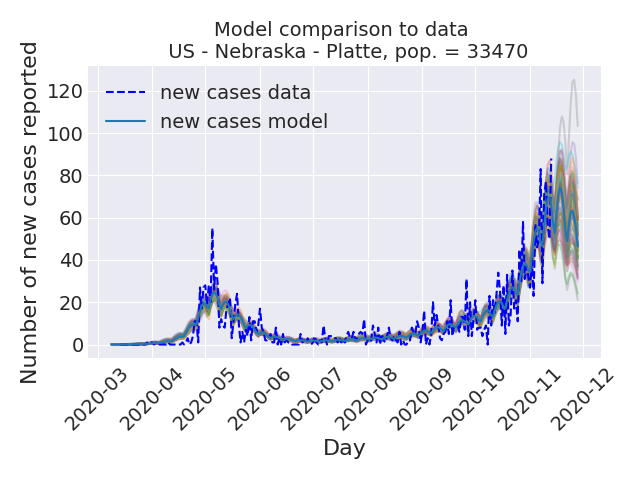 Model comparison to data
US - Nebraska - Platte, pop. = 33470
Number of new cases reported
120
100
80
60
40
20
0
new cases data
new cases model
2020-03
2020-04
2020-05
2020-06
2020-07
2020-08
2020-09
2020-10
2020-11
2020-12
Day